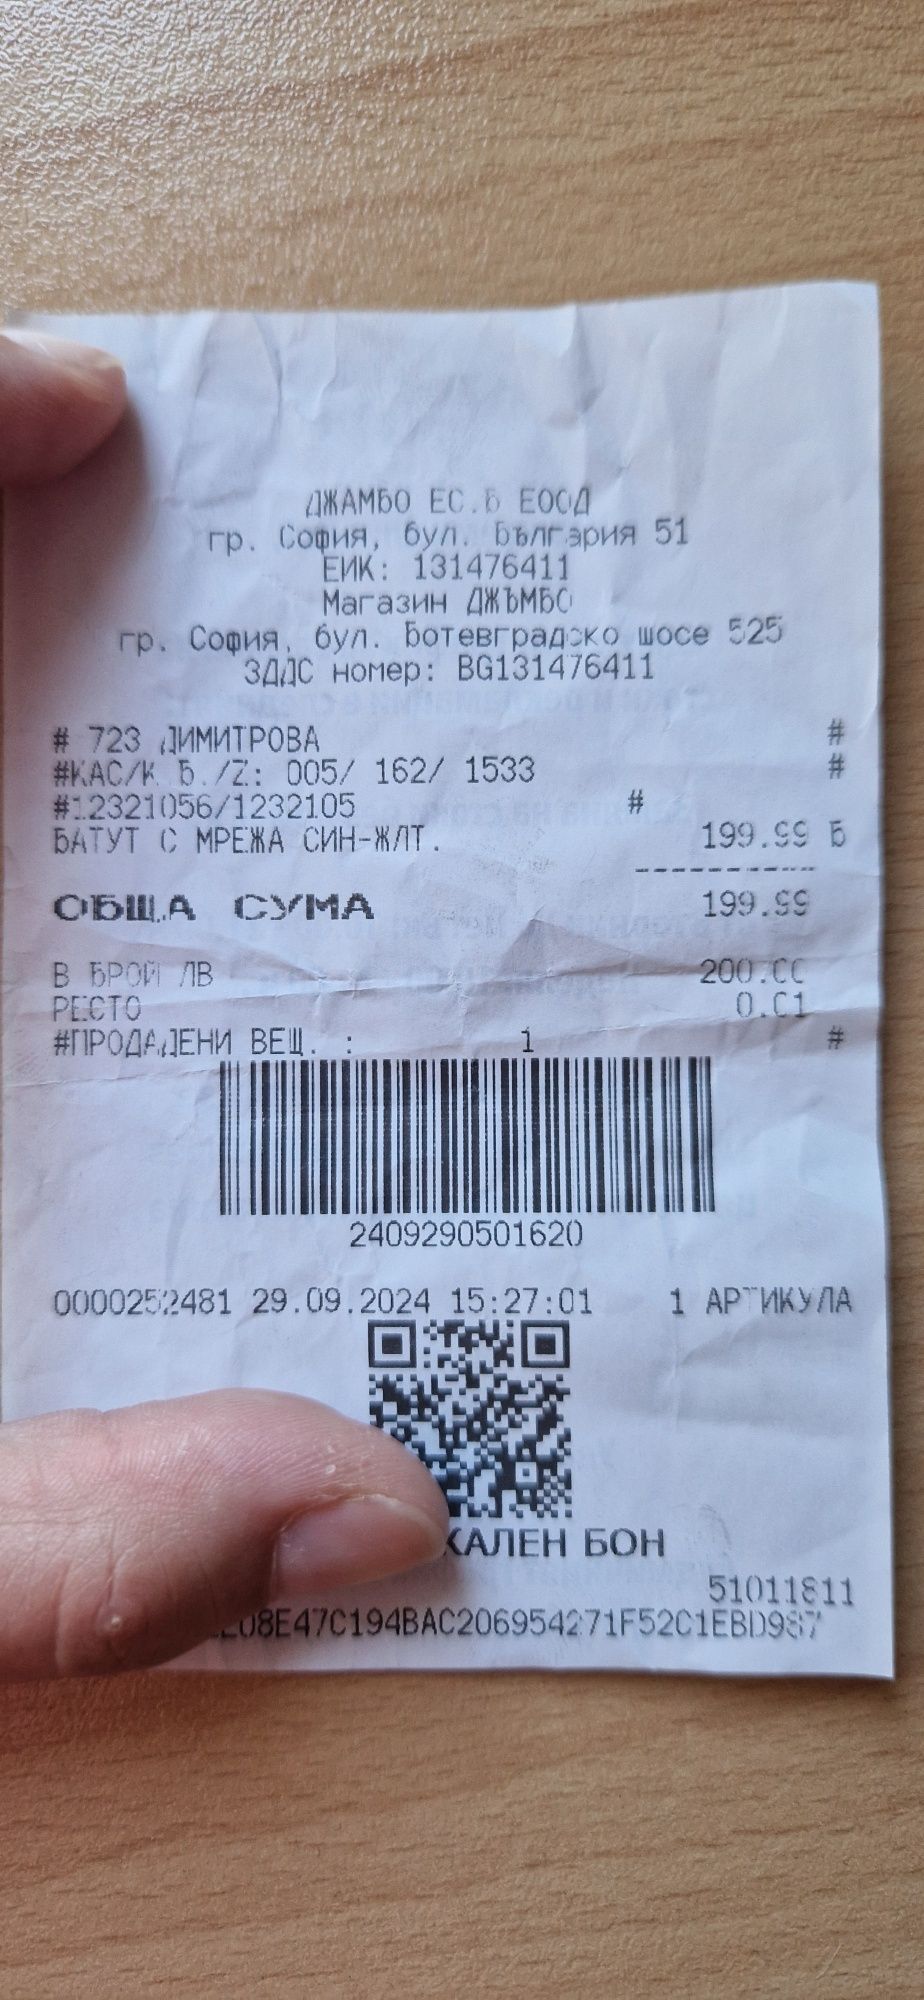 ДЖАМБО ЕС.Б ЕООД
гр. София, бул. България 51
ЕИК: 131476411
Магазин ДЖЪМБО
гр. София, бул. Ботевградско шосе 525
ЗДДС номер: BG131476411
# 723 ДИМИТРОВА #
#КАС/К.Б./Z: 005/ 162/ 1533 #
#12321056/1232105 #
БАТУТ С МРЕЖА СИН-ЖЛТ. 199.99 Б
ОБЩА СУМА 199.99
В БРОЙ ЛВ 200.00
РЕСТО 0.01
#ПРОДАДЕНИ ВЕЩ. : 1 #
2409290501620
0000252481 29.09.2024 15:27:01 1 АРТИКУЛА
КАЛЕН БОН
51011811
E08E47C194BAC206954271F52C1EBD987